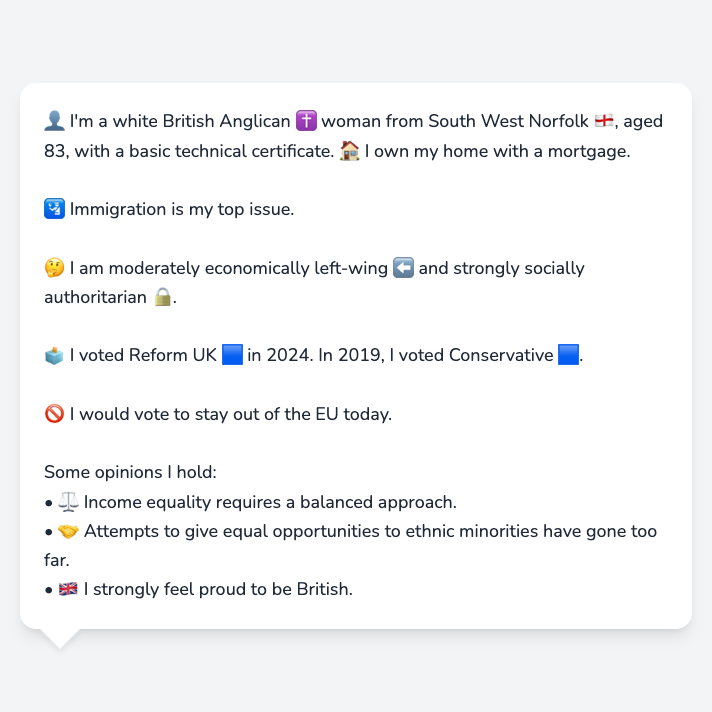 👤 I'm a white British Anglican ✝️ woman from South West Norfolk 🏴󠁧󠁢󠁥󠁮󠁧󠁿, aged
83, with a basic technical certificate. 🏠 I own my home with a mortgage.
🛂 Immigration is my top issue.
🤔 I am moderately economically left-wing ⬅️ and strongly socially
authoritarian 🔒.
🗳️ I voted Reform UK 🟦 in 2024. In 2019, I voted Conservative 🟦.
🚫 I would vote to stay out of the EU today.
Some opinions I hold:
• ⚖️ Income equality requires a balanced approach.
• 🤝 Attempts to give equal opportunities to ethnic minorities have gone too
far.
• 🇬🇧 I strongly feel proud to be British.